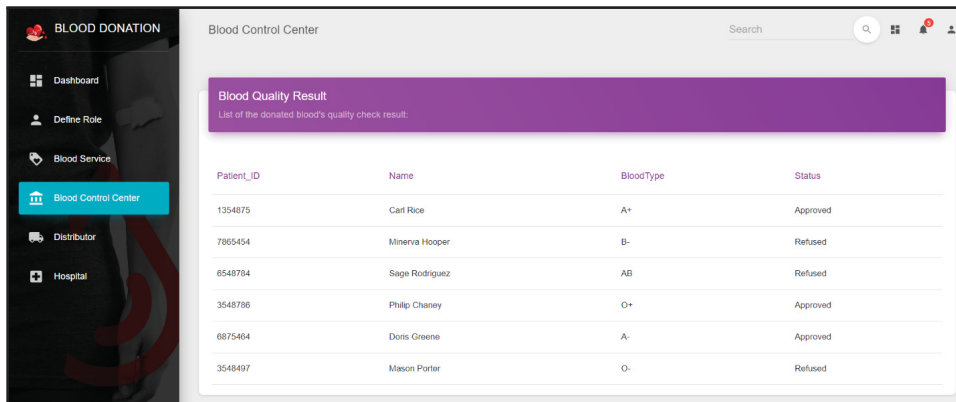 BLOOD DONATION
Dashboard
Define Role
Blood Service
Blood Control Center
Distributor
Hospital
Blood Control Center
Search
5
Blood Quality Result
List of the donated blood's quality check result:
Patient_ID Name BloodType Status
1354875 Carl Rice A+ Approved
7865454 Minerva Hooper B- Refused
6548784 Sage Rodriguez AB Refused
3548786 Philip Chaney O+ Approved
6875464 Doris Greene A- Approved
3548497 Mason Porter O- Refused